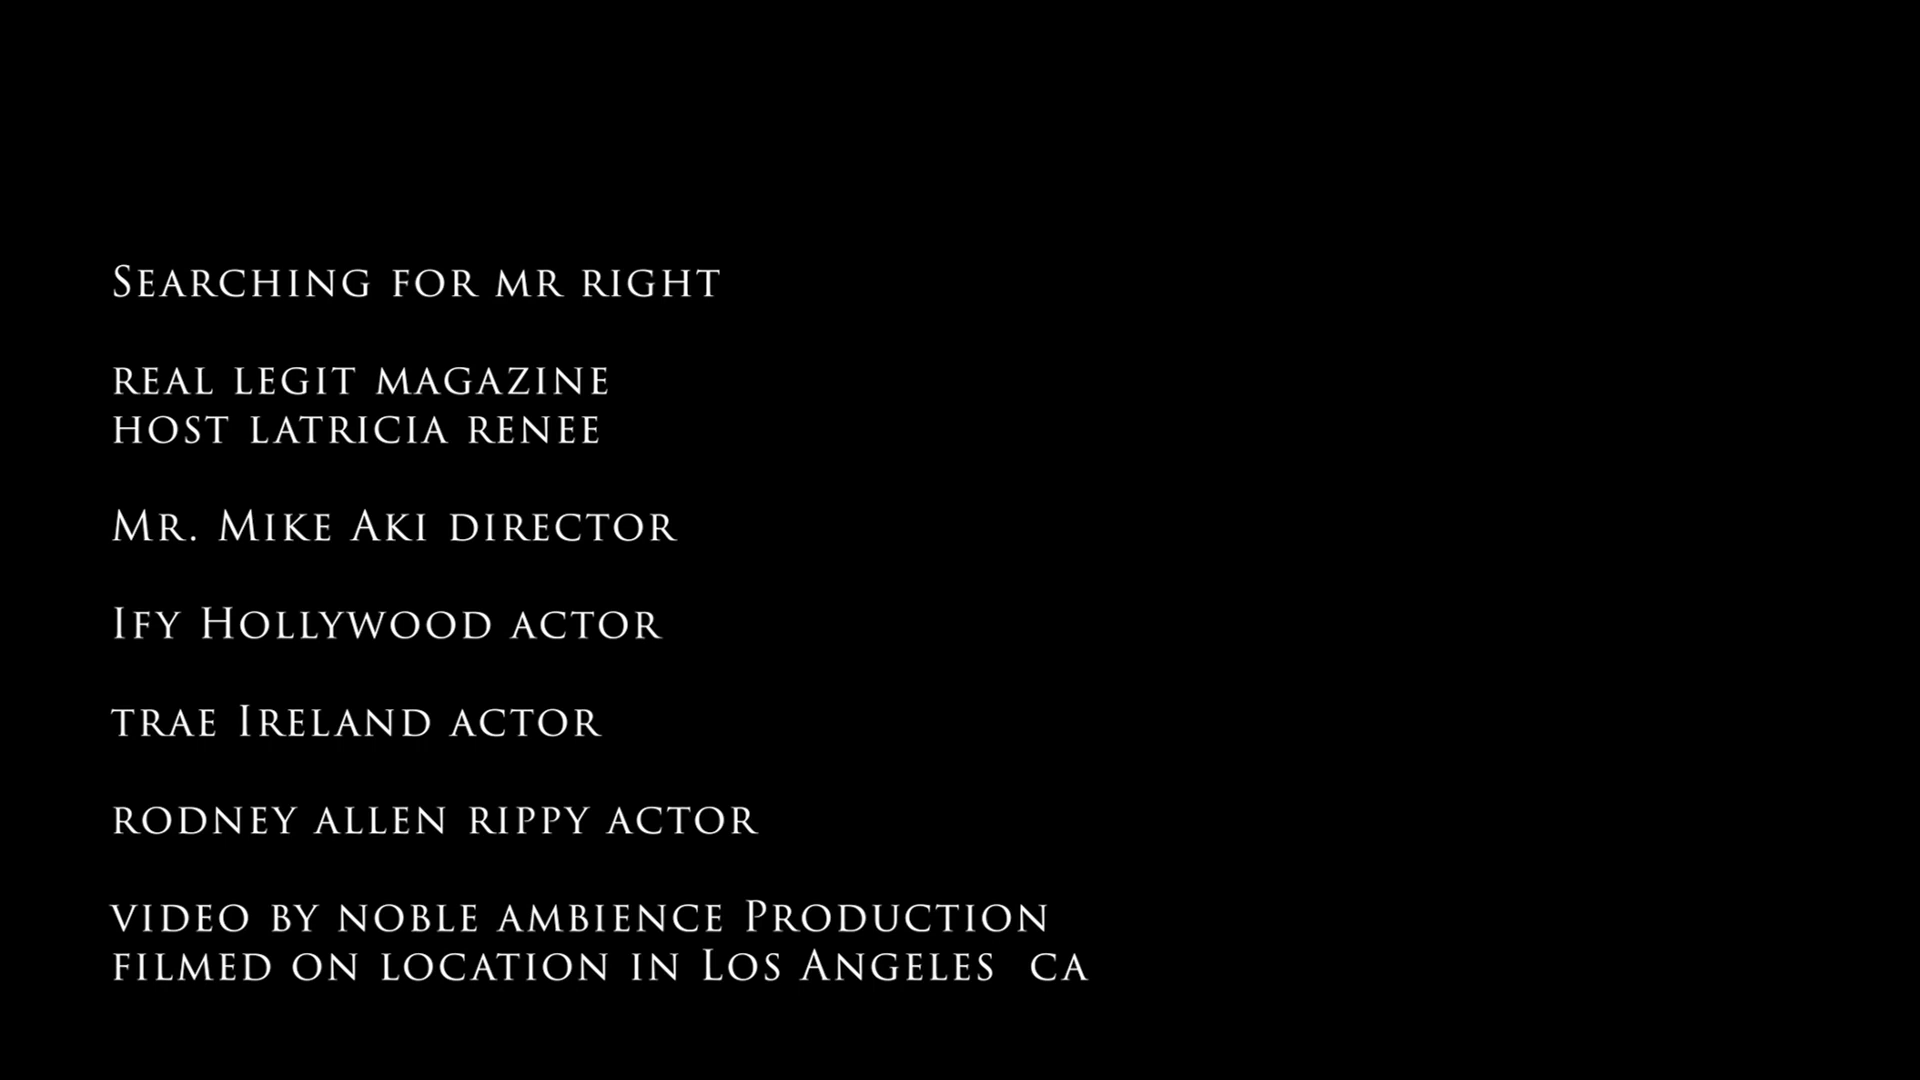 Searching for mr right
real legit magazine
host latricia renee
Mr. Mike Aki director
Ify Hollywood actor
trae Ireland actor
rodney allen rippy actor
video by noble ambience Production
filmed on location in Los Angeles  ca